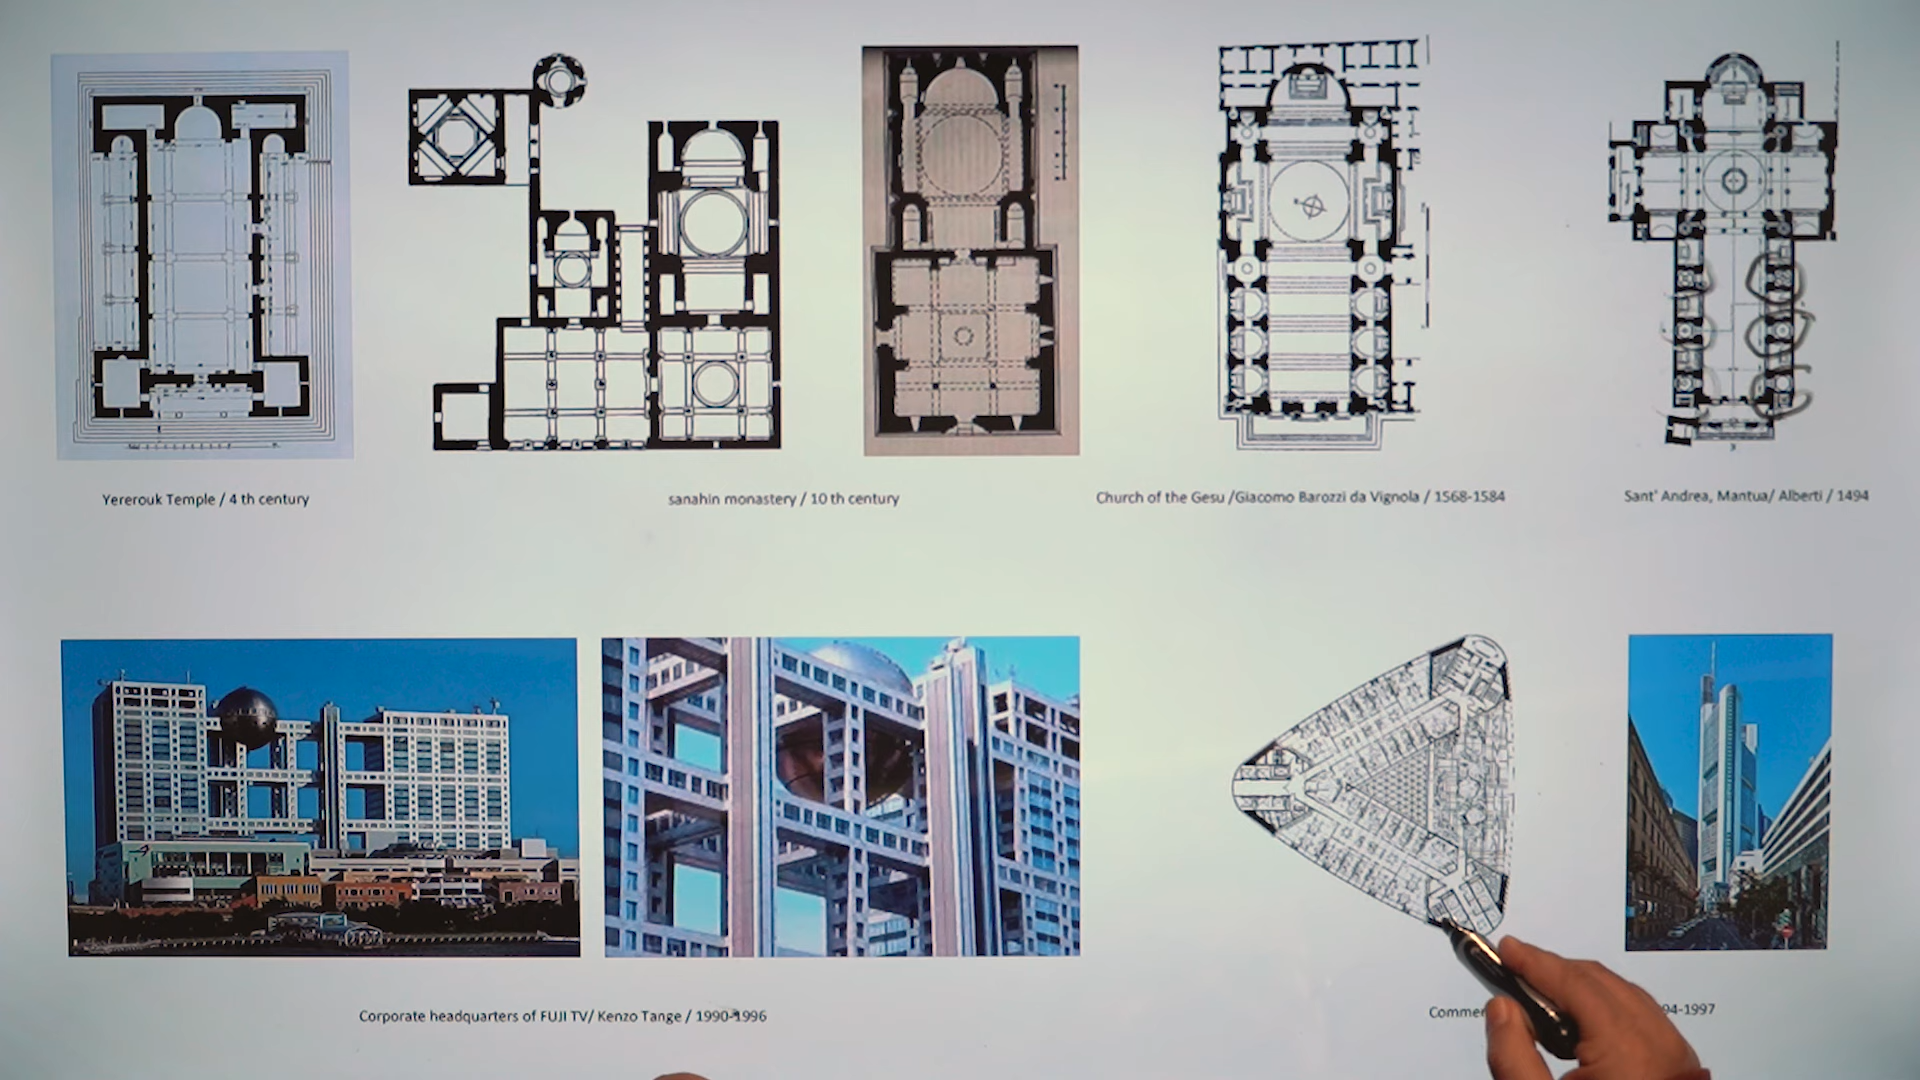 Yererouk Temple / 4 th century
sanahin monastery / 10 th century
Church of the Gesu /Giacomo Barozzi da Vignola / 1568-1584
Sant' Andrea, Mantua/ Alberti / 1494
Corporate headquarters of FUJI TV/ Kenzo Tange / 1990-1996
Commer 94-1997